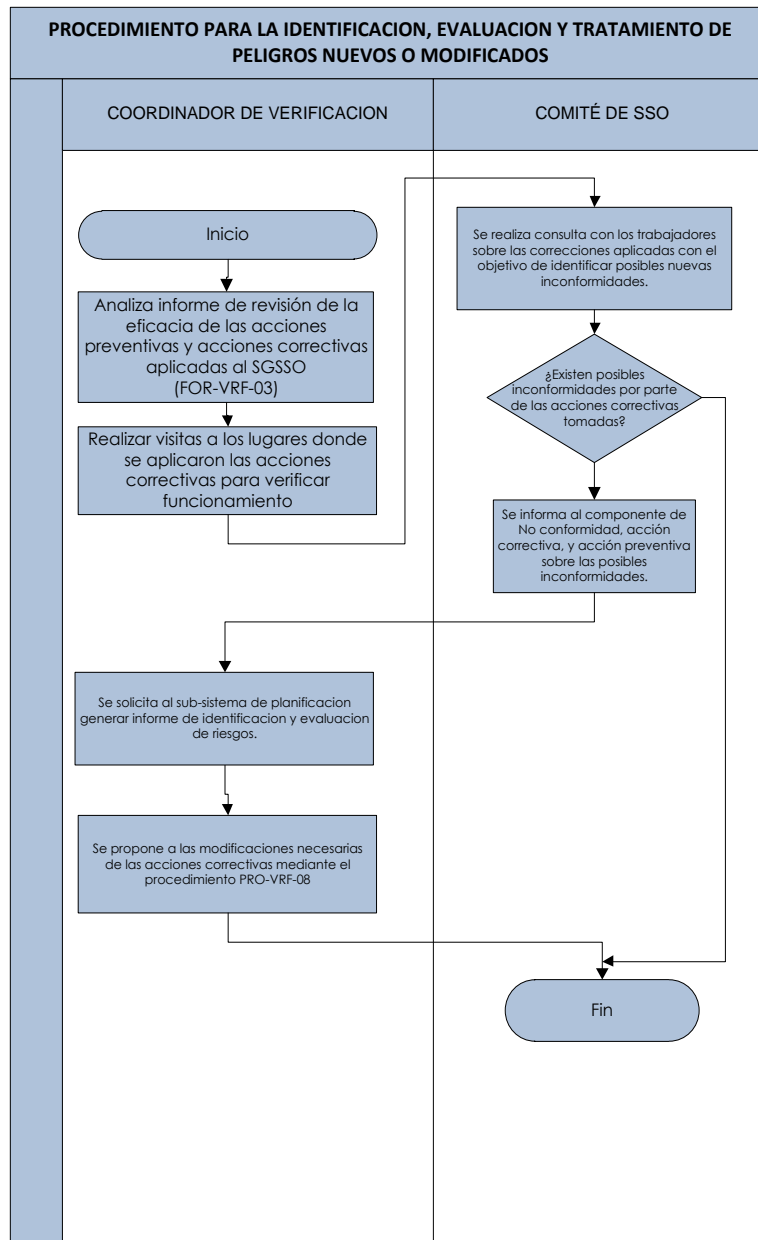 PROCEDIMIENTO PARA LA IDENTIFICACION, EVALUACION Y TRATAMIENTO DE
PELIGROS NUEVOS O MODIFICADOS
COORDINADOR DE VERIFICACION
COMITÉ DE SSO
Inicio
Analiza informe de revisión de la
eficacia de las acciones
preventivas y acciones correctivas
aplicadas al SGSSO
(FOR-VRF-03)
Realizar visitas a los lugares donde
se aplicaron las acciones
correctivas para verificar
funcionamiento
Se realiza consulta con los trabajadores
sobre las correcciones aplicadas con el
objetivo de identificar posibles nuevas
inconformidades.
¿Existen posibles
inconformidades por parte
de las acciones correctivas
tomadas?
Se informa al componente de
No conformidad, acción
correctiva, y acción preventiva
sobre las posibles
inconformidades.
Se solicita al sub-sistema de planificacion
generar informe de identificacion y evaluacion
de riesgos.
Se propone a las modificaciones necesarias
de las acciones correctivas mediante el
procedimiento PRO-VRF-08
Fin